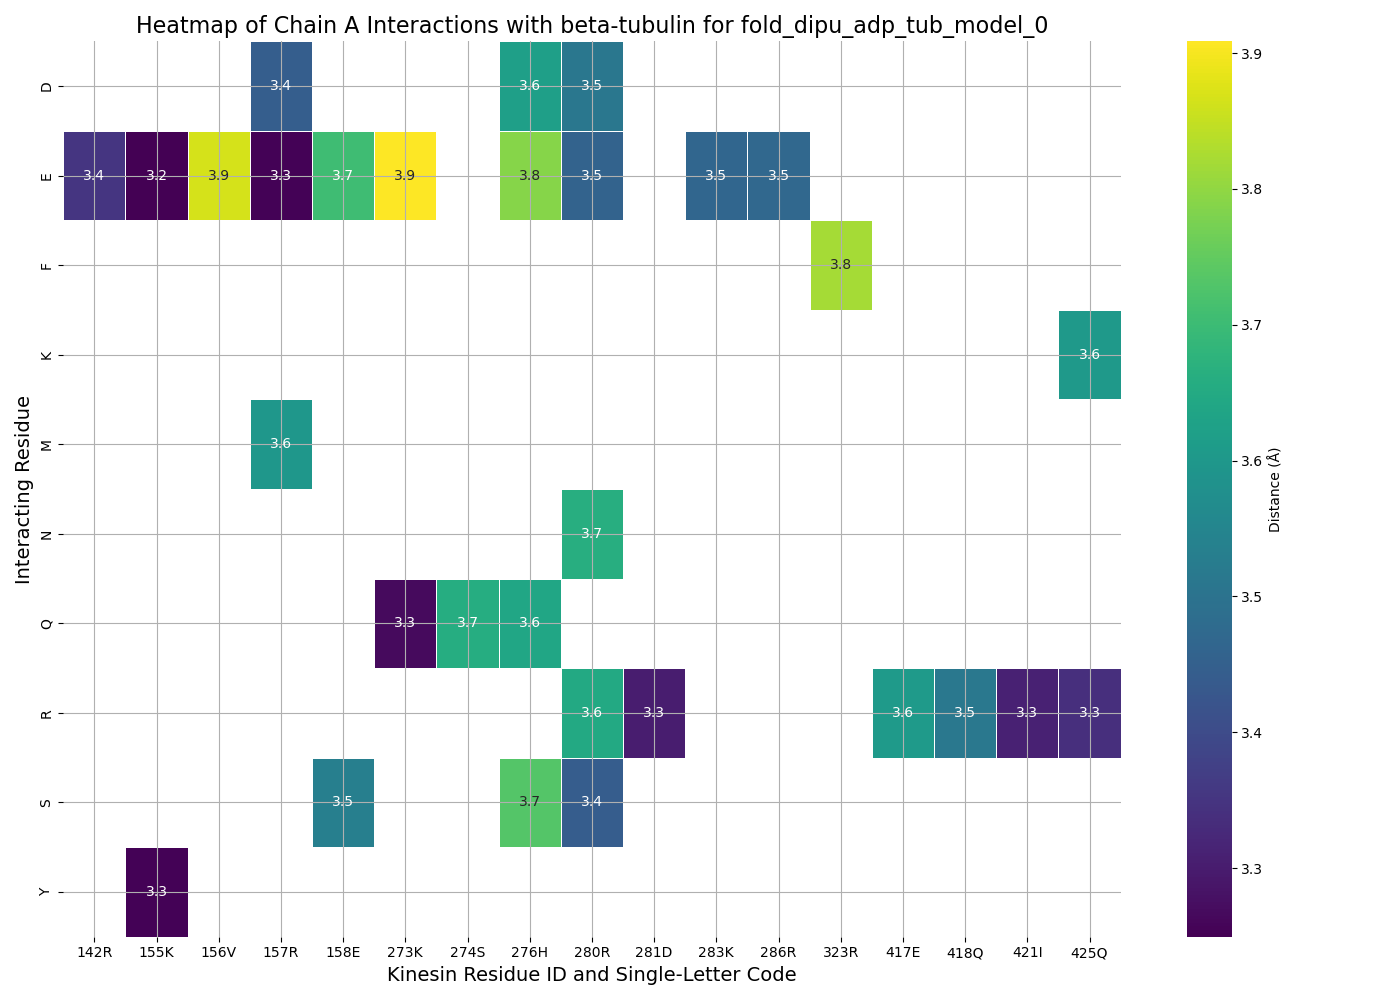 Heatmap of Chain A Interactions with beta-tubulin for fold_dipu_adp_tub_model_0
Interacting Residue
D
3.4
3.6
3.5
E
3.4
3.2
3.9
3.3
3.7
3.9
3.8
3.5
3.5
3.5
F
3.8
K
3.6
M
3.6
N
3.7
Q
3.3
3.7
3.6
R
3.6
3.3
3.6
3.5
3.3
3.3
S
3.5
3.7
3.4
Y
3.3
142R
155K
156V
157R
158E
273K
274S
276H
280R
281D
283K
286R
323R
417E
418Q
421I
425Q
Kinesin Residue ID and Single-Letter Code
3.9
3.8
3.7
3.6
3.5
3.4
3.3
Distance (Å)